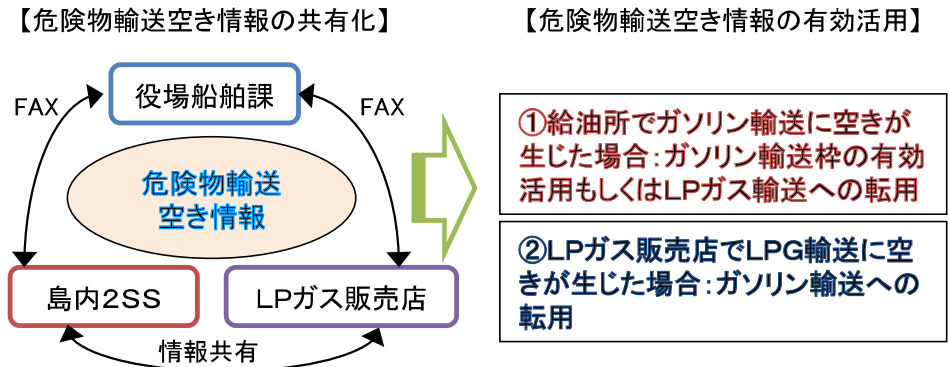 【危険物輸送空き情報の共有化】
役場船舶課
FAX
FAX
危険物輸送
空き情報
島内2SS
LPガス販売店
情報共有
【危険物輸送空き情報の有効活用】
①給油所でガソリン輸送に空きが
生じた場合：ガソリン輸送枠の有効
活用もしくはLPガス輸送への転用
②LPガス販売店でLPG輸送に空
きが生じた場合：ガソリン輸送への
転用